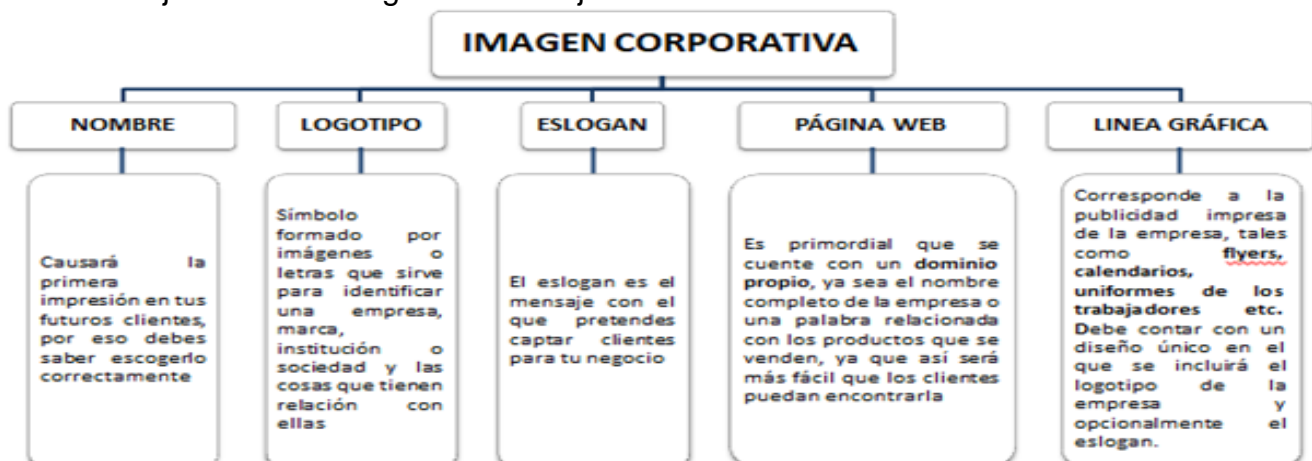 IMAGEN CORPORATIVA
NOMBRE
LOGOTIPO
ESLOGAN
PÁGINA WEB
LINEA GRÁFICA
Causará la
primera
impresión en tus
futuros clientes,
por eso debes
saber escogerlo
correctamente
Símbolo
formado por
imágenes o
letras que sirve
para identificar
una empresa,
marca,
institución o
sociedad y las
cosas que tienen
relación con
ellas
El eslogan es el
mensaje con el
que pretendes
captar clientes
para tu negocio
Es primordial que se
cuente con un dominio
propio, ya sea el nombre
completo de la empresa o
una palabra relacionada
con los productos que se
venden, ya que así será
más fácil que los clientes
puedan encontrarla
Corresponde a la
publicidad impresa
de la empresa, tales
como flyers,
calendarios,
uniformes de los
trabajadores etc.
Debe contar con un
diseño único en el
que se incluirá el
logotipo de la
empresa y
opcionalmente el
eslogan.